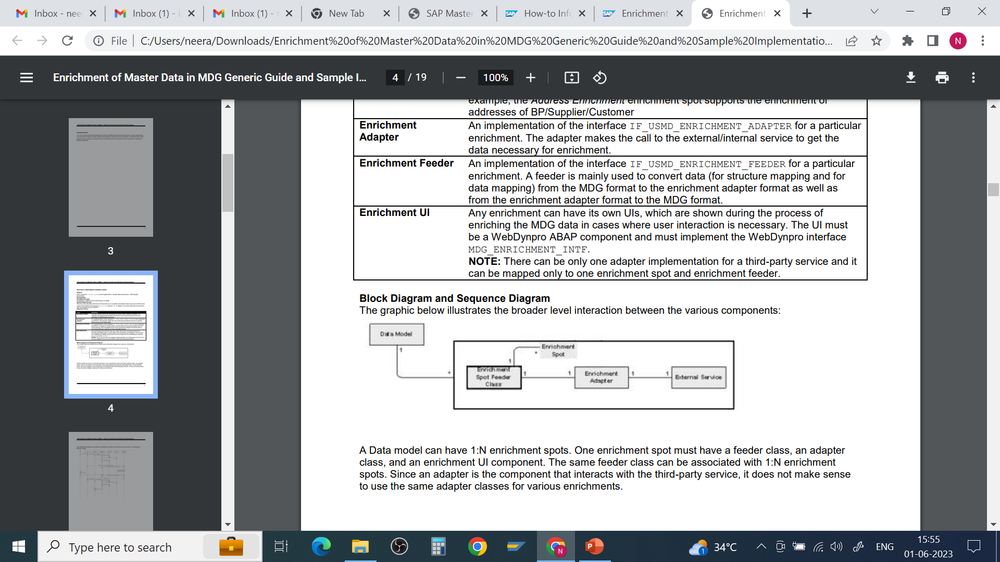 Inbox - nee
Inbox (1) - i
Inbox (1) -
New Tab
SAP Master
How-to Info
Enrichment
Enrichment
File
C:/Users/neera/Downloads/Enrichment%20of%20Master%20Data%20in%20MDG%20Generic%20Guide%20and%20Sample%20Implementatio...
N
Enrichment of Master Data in MDG Generic Guide and Sample I...
4 / 19
100%
3
4
example, the Address Enrichment enrichment spot supports the enrichment of
addresses of BP/Supplier/Customer
Enrichment
Adapter
An implementation of the interface IF_USMD_ENRICHMENT_ADAPTER for a particular
enrichment. The adapter makes the call to the external/internal service to get the
data necessary for enrichment.
Enrichment Feeder
An implementation of the interface IF_USMD_ENRICHMENT_FEEDER for a particular
enrichment. A feeder is mainly used to convert data (for structure mapping and for
data mapping) from the MDG format to the enrichment adapter format as well as
from the enrichment adapter format to the MDG format.
Enrichment UI
Any enrichment can have its own UIs, which are shown during the process of
enriching the MDG data in cases where user interaction is necessary. The UI must
be a WebDynpro ABAP component and must implement the WebDynpro interface
MDG_ENRICHMENT_INTF.
NOTE: There can be only one adapter implementation for a third-party service and it
can be mapped only to one enrichment spot and enrichment feeder.
Block Diagram and Sequence Diagram
The graphic below illustrates the broader level interaction between the various components:
Data Model
1
*
Enrichment
Spot
*
1
Enrichment
Spot Feeder
Class
1
1
Enrichment
Adapter
1
1
External Service
A Data model can have 1:N enrichment spots. One enrichment spot must have a feeder class, an adapter
class, and an enrichment UI component. The same feeder class can be associated with 1:N enrichment
spots. Since an adapter is the component that interacts with the third-party service, it does not make sense
to use the same adapter classes for various enrichments.
Type here to search
N
P
1
34°C
ENG
15:55
01-06-2023